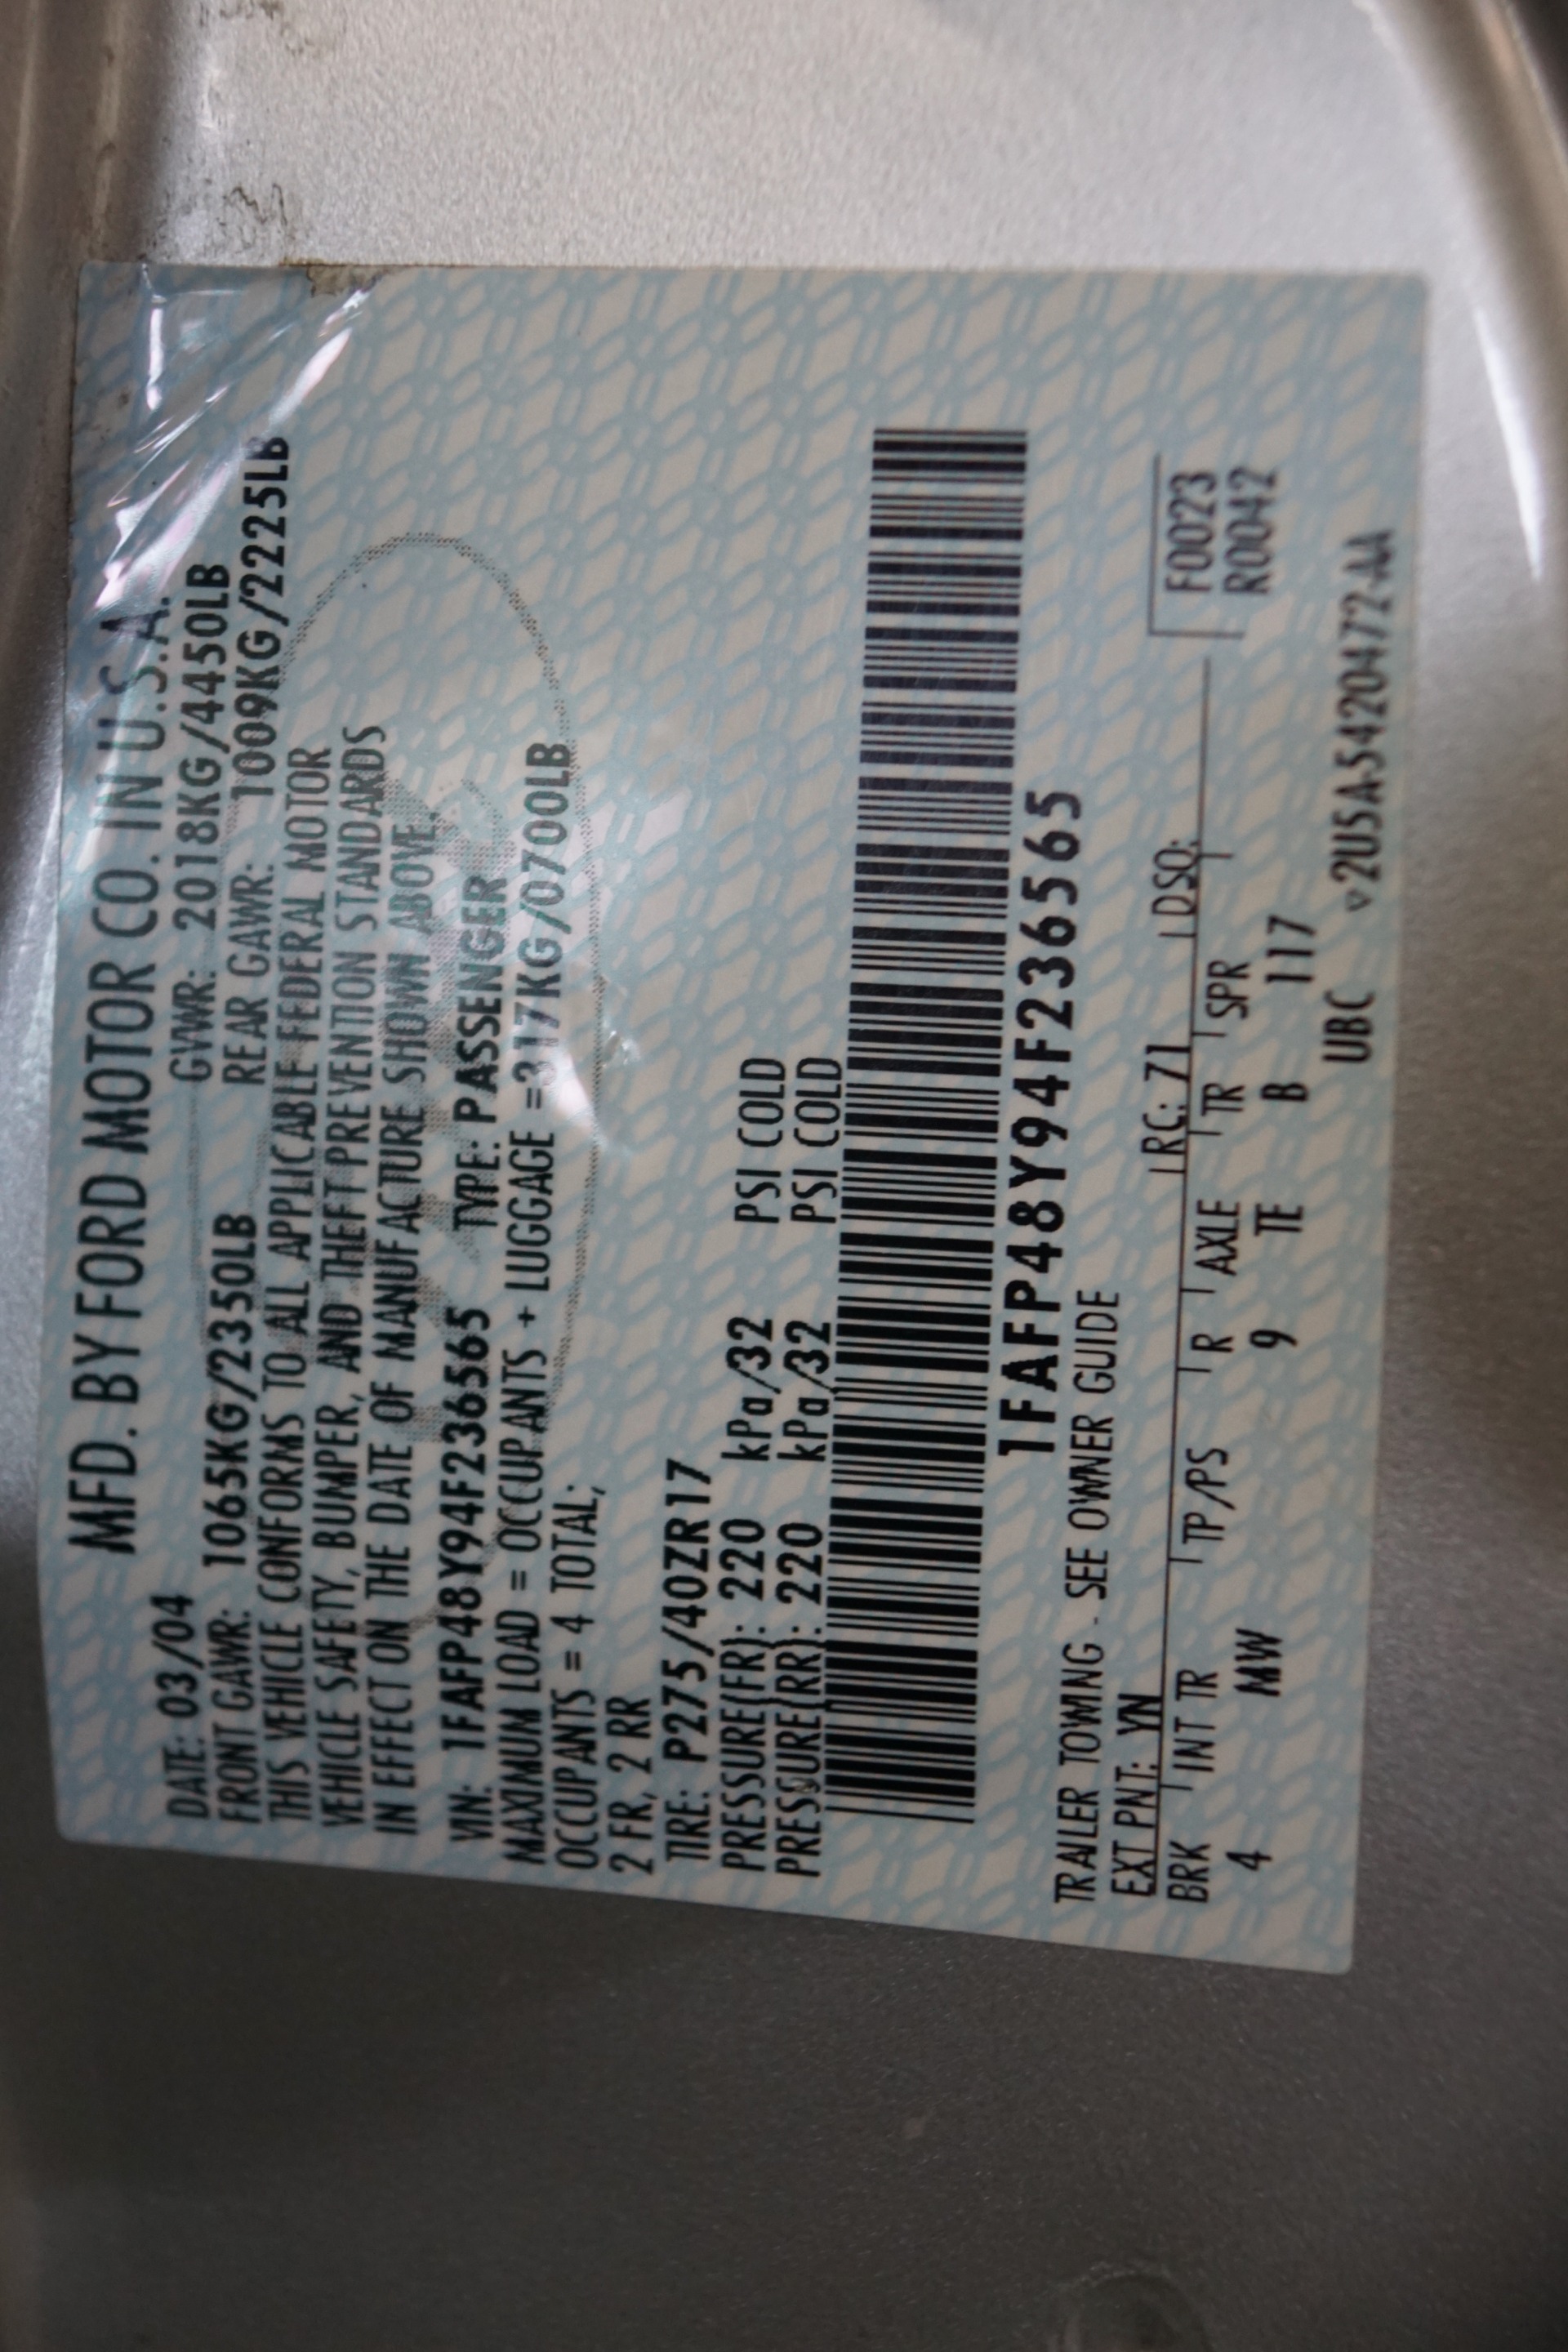 MFD. BY FORD MOTOR CO. IN U.S.A.
DATE: 03/04 GVWR: 2018KG/4450LB
FRONT GAWR: 1065KG/2350LB REAR GAWR: 1009KG/2225LB
THIS VEHICLE CONFORMS TO ALL APPLICABLE FEDERAL MOTOR
VEHICLE SAFETY, BUMPER, AND THEFT PREVENTION STANDARDS
IN EFFECT ON THE DATE OF MANUFACTURE SHOWN ABOVE.
VIN: 1FAFP48Y94F236565 TYPE: PASSENGER
MAXIMUM LOAD = OCCUPANTS + LUGGAGE =317KG/0700LB
OCCUPANTS = 4 TOTAL;
2 FR, 2 RR
TIRE: P275/40ZR17
PRESSURE(FR): 220 kPa/32 PSI COLD
PRESSURE(RR): 220 kPa/32 PSI COLD
1FAFP48Y94F236565
TRAILER TOWING - SEE OWNER GUIDE
EXT PNT: YN RC: 71 DSO:
BRK INT TR TP/PS R AXLE TR SPR F0023
4 MW 9 TE B 117 R0042
UBC v2U5A-5420472-AA